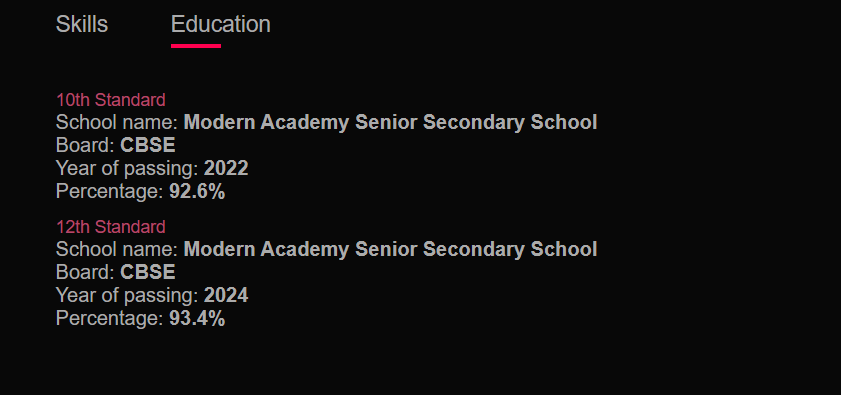 Skills Education
10th Standard
School name: Modern Academy Senior Secondary School
Board: CBSE
Year of passing: 2022
Percentage: 92.6%
12th Standard
School name: Modern Academy Senior Secondary School
Board: CBSE
Year of passing: 2024
Percentage: 93.4%